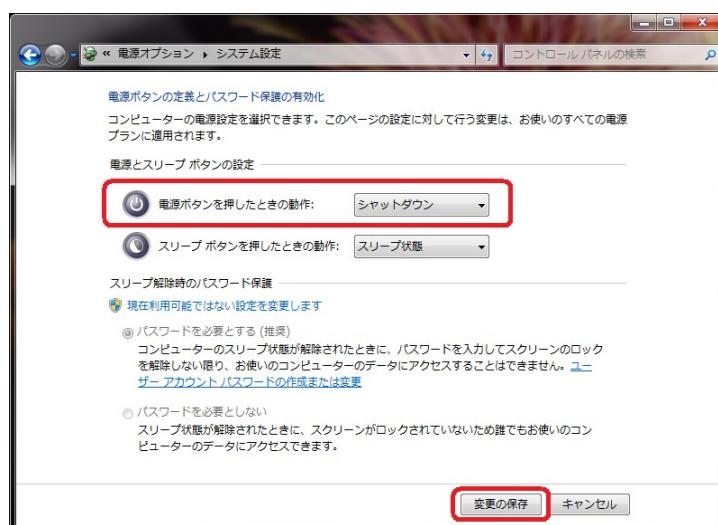 « 電源オプション ▸ システム設定
コントロール パネルの検索
電源ボタンの定義とパスワード保護の有効化
コンピューターの電源設定を選択できます。このページの設定に対して行う変更は、お使いのすべての電源
プランに適用されます。
電源とスリープ ボタンの設定
電源ボタンを押したときの動作:
シャットダウン
スリープ ボタンを押したときの動作:
スリープ状態
スリープ解除時のパスワード保護
現在利用可能ではない設定を変更します
パスワードを必要とする (推奨)
コンピューターのスリープ状態が解除されたときに、パスワードを入力してスクリーンのロック
を解除しない限り、お使いのコンピューターのデータにアクセスすることはできません。ユー
ザー アカウント パスワードの作成または変更
パスワードを必要としない
スリープ状態が解除されたときに、スクリーンがロックされていないため誰でもお使いのコン
ピューターのデータにアクセスできます。
変更の保存
キャンセル